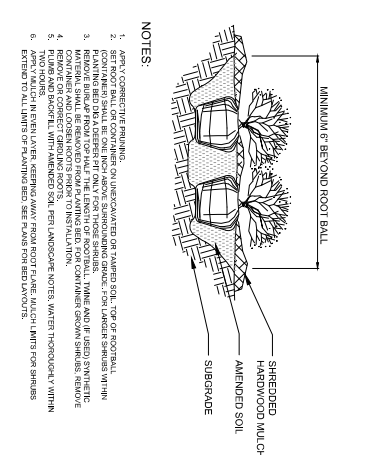 MINIMUM 6" BEYOND ROOT BALL
SHREDDED
HARDWOOD MULCH
AMENDED SOIL
SUBGRADE
NOTES:
1. APPLY CORRECTIVE PRUNING.
2. SET ROOT BALL OR CONTAINER ON UNEXCAVATED OR TAMPED SOIL. TOP OF ROOTBALL
(CONTAINER) SHALL BE ONE INCH ABOVE SURROUNDING GRADE. FOR LARGER SHRUBS WITHIN
PLANTING BED DIG A DEEPER PIT ONLY FOR THOSE SHRUBS.
3. REMOVE BURLAP FROM TOP HALF THE LENGTH OF ROOTBALL. TWINE AND (IF USED) SYNTHETIC
MATERIAL SHALL BE REMOVED FROM PLANTING BED. FOR CONTAINER GROWN SHRUBS, REMOVE
CONTAINER AND LOOSEN ROOTS PRIOR TO INSTALLATION.
4. REMOVE OR CORRECT GIRDLING ROOTS.
5. PLUMB AND BACKFILL WITH AMENDED SOIL PER LANDSCAPE NOTES. WATER THOROUGHLY WITHIN
TWO HOURS.
6. APPLY MULCH IN EVEN LAYER, KEEPING AWAY FROM ROOT FLARE. MULCH LIMITS FOR SHRUBS
EXTEND TO ALL LIMITS OF PLANTING BED, SEE PLANS FOR BED LAYOUTS.